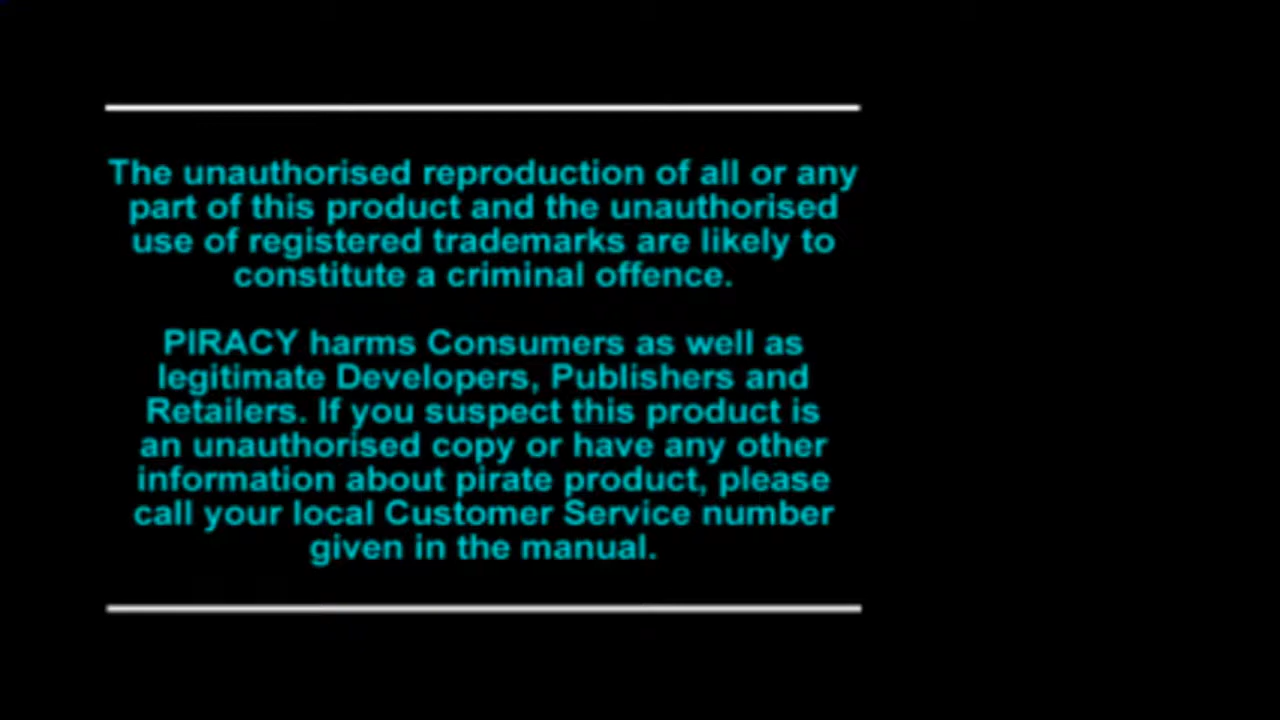 The unauthorised reproduction of all or any
part of this product and the unauthorised
use of registered trademarks are likely to
constitute a criminal offence.
PIRACY harms Consumers as well as
legitimate Developers, Publishers and
Retailers. If you suspect this product is
an unauthorised copy or have any other
information about pirate product, please
call your local Customer Service number
given in the manual.